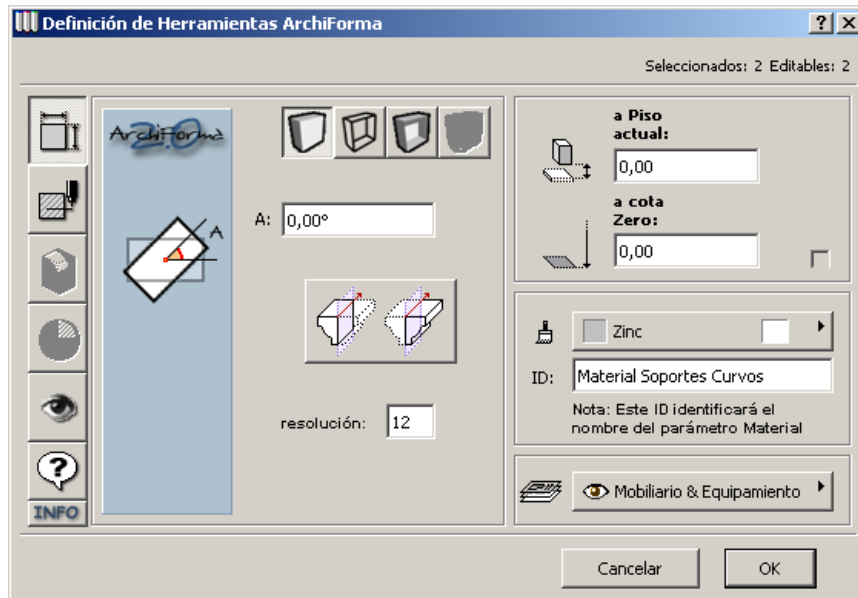 Definición de Herramientas ArchiForma
Seleccionados: 2 Editables: 2
ArchiForma
2.0
A
A: 0,00°
resolución: 12
a Piso
actual:
0,00
a cota
Zero:
0,00
Zinc
ID: Material Soportes Curvos
Nota: Este ID identificará el
nombre del parámetro Material
Mobiliario & Equipamiento
INFO
Cancelar OK